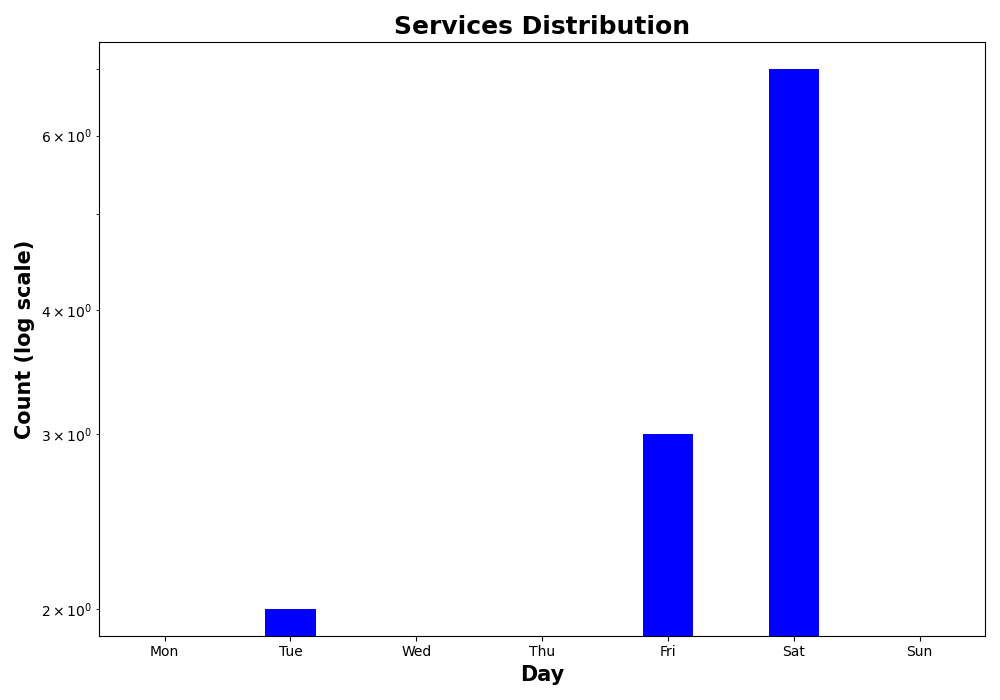 Services Distribution
6 × 10⁰
4 × 10⁰
3 × 10⁰
2 × 10⁰
Count (log scale)
Mon Tue Wed Thu Fri Sat Sun
Day